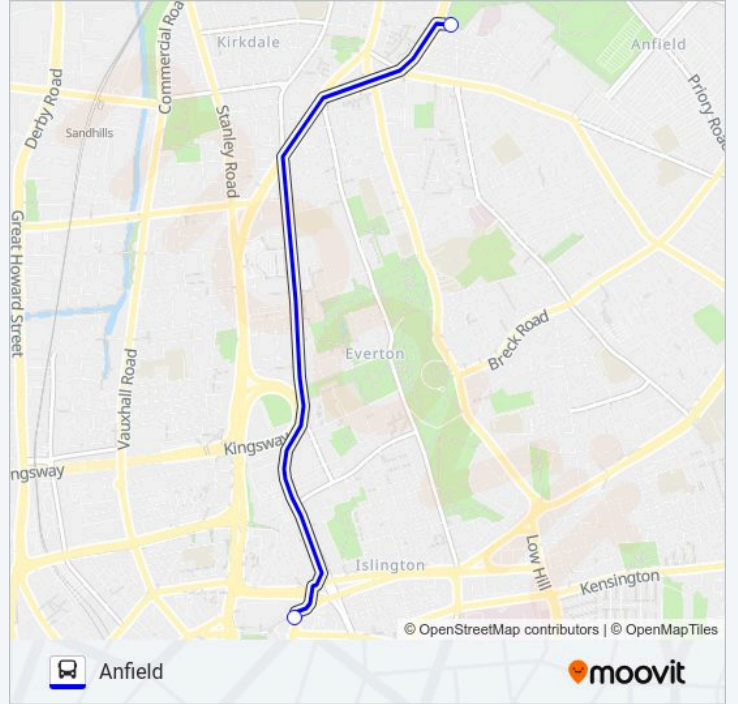 Commercial Roa
Kirkdale
Anfield
Derby Road
Priory Road
Stanley Road
Sandhills
Great Howard Street
Breck Road
Everton
Vauxhall Road
Kingsway
ngsway
Islington
Low Hill
Kensington
© OpenStreetMap contributors | © OpenMapTiles
Anfield
moovit